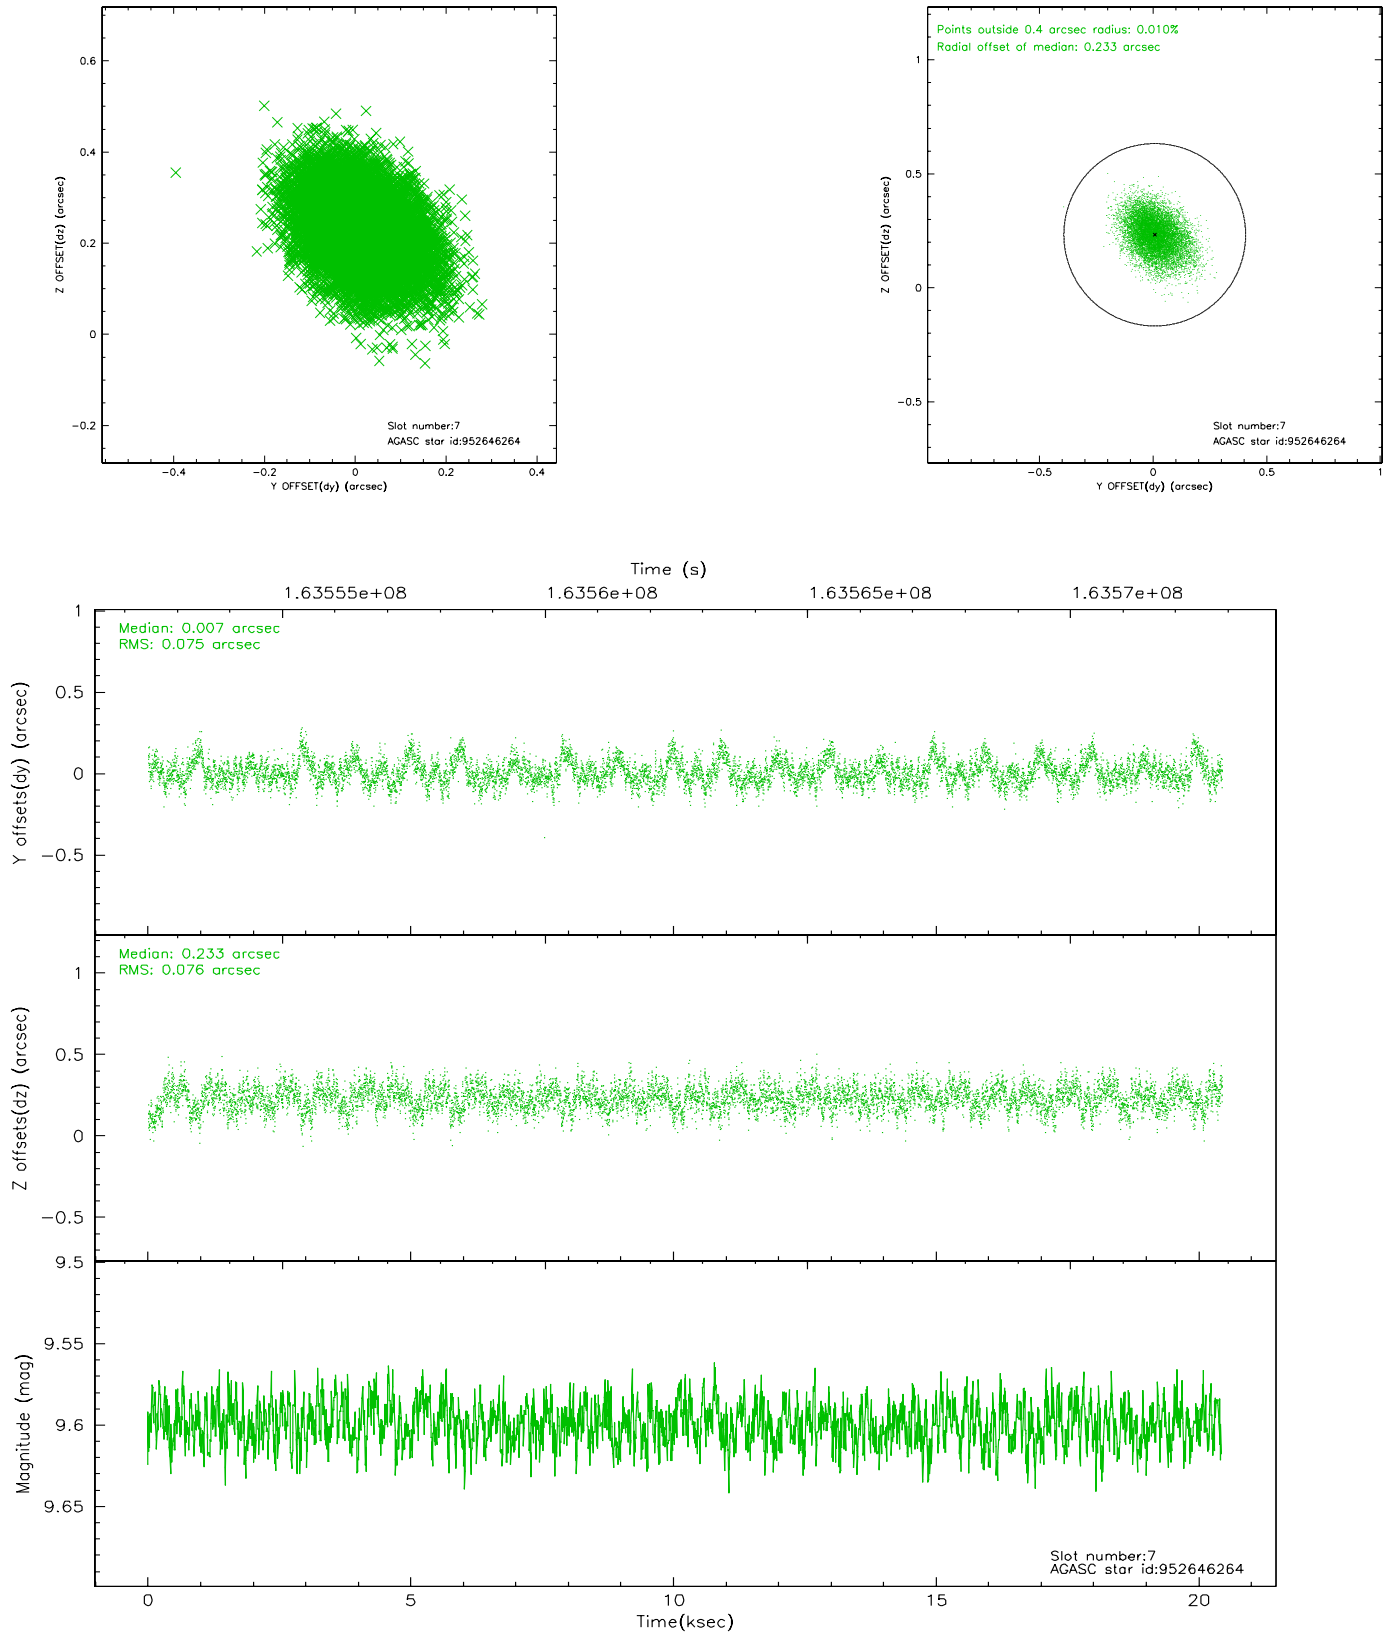 0.6
0.4
0.2
0
−0.2
Z OFFSET(dz) (arcsec)
Slot number:7
AGASC star id:952646264
−0.4
−0.2
0
0.2
0.4
Y OFFSET(dy) (arcsec)
Points outside 0.4 arcsec radius: 0.010%
Radial offset of median: 0.233 arcsec
1
0.5
0
−0.5
Z OFFSET(dz) (arcsec)
Slot number:7
AGASC star id:952646264
−0.5
0
0.5
1
Y OFFSET(dy) (arcsec)
Time (s)
1.63555e+08
1.6356e+08
1.63565e+08
1.6357e+08
Median: 0.007 arcsec
RMS: 0.075 arcsec
1
0.5
0
−0.5
Y offsets(dy) (arcsec)
Median: 0.233 arcsec
RMS: 0.076 arcsec
1
0.5
0
−0.5
Z offsets(dz) (arcsec)
9.5
9.55
9.6
9.65
Magnitude (mag)
Slot number:7
AGASC star id:952646264
0
5
10
15
20
Time(ksec)